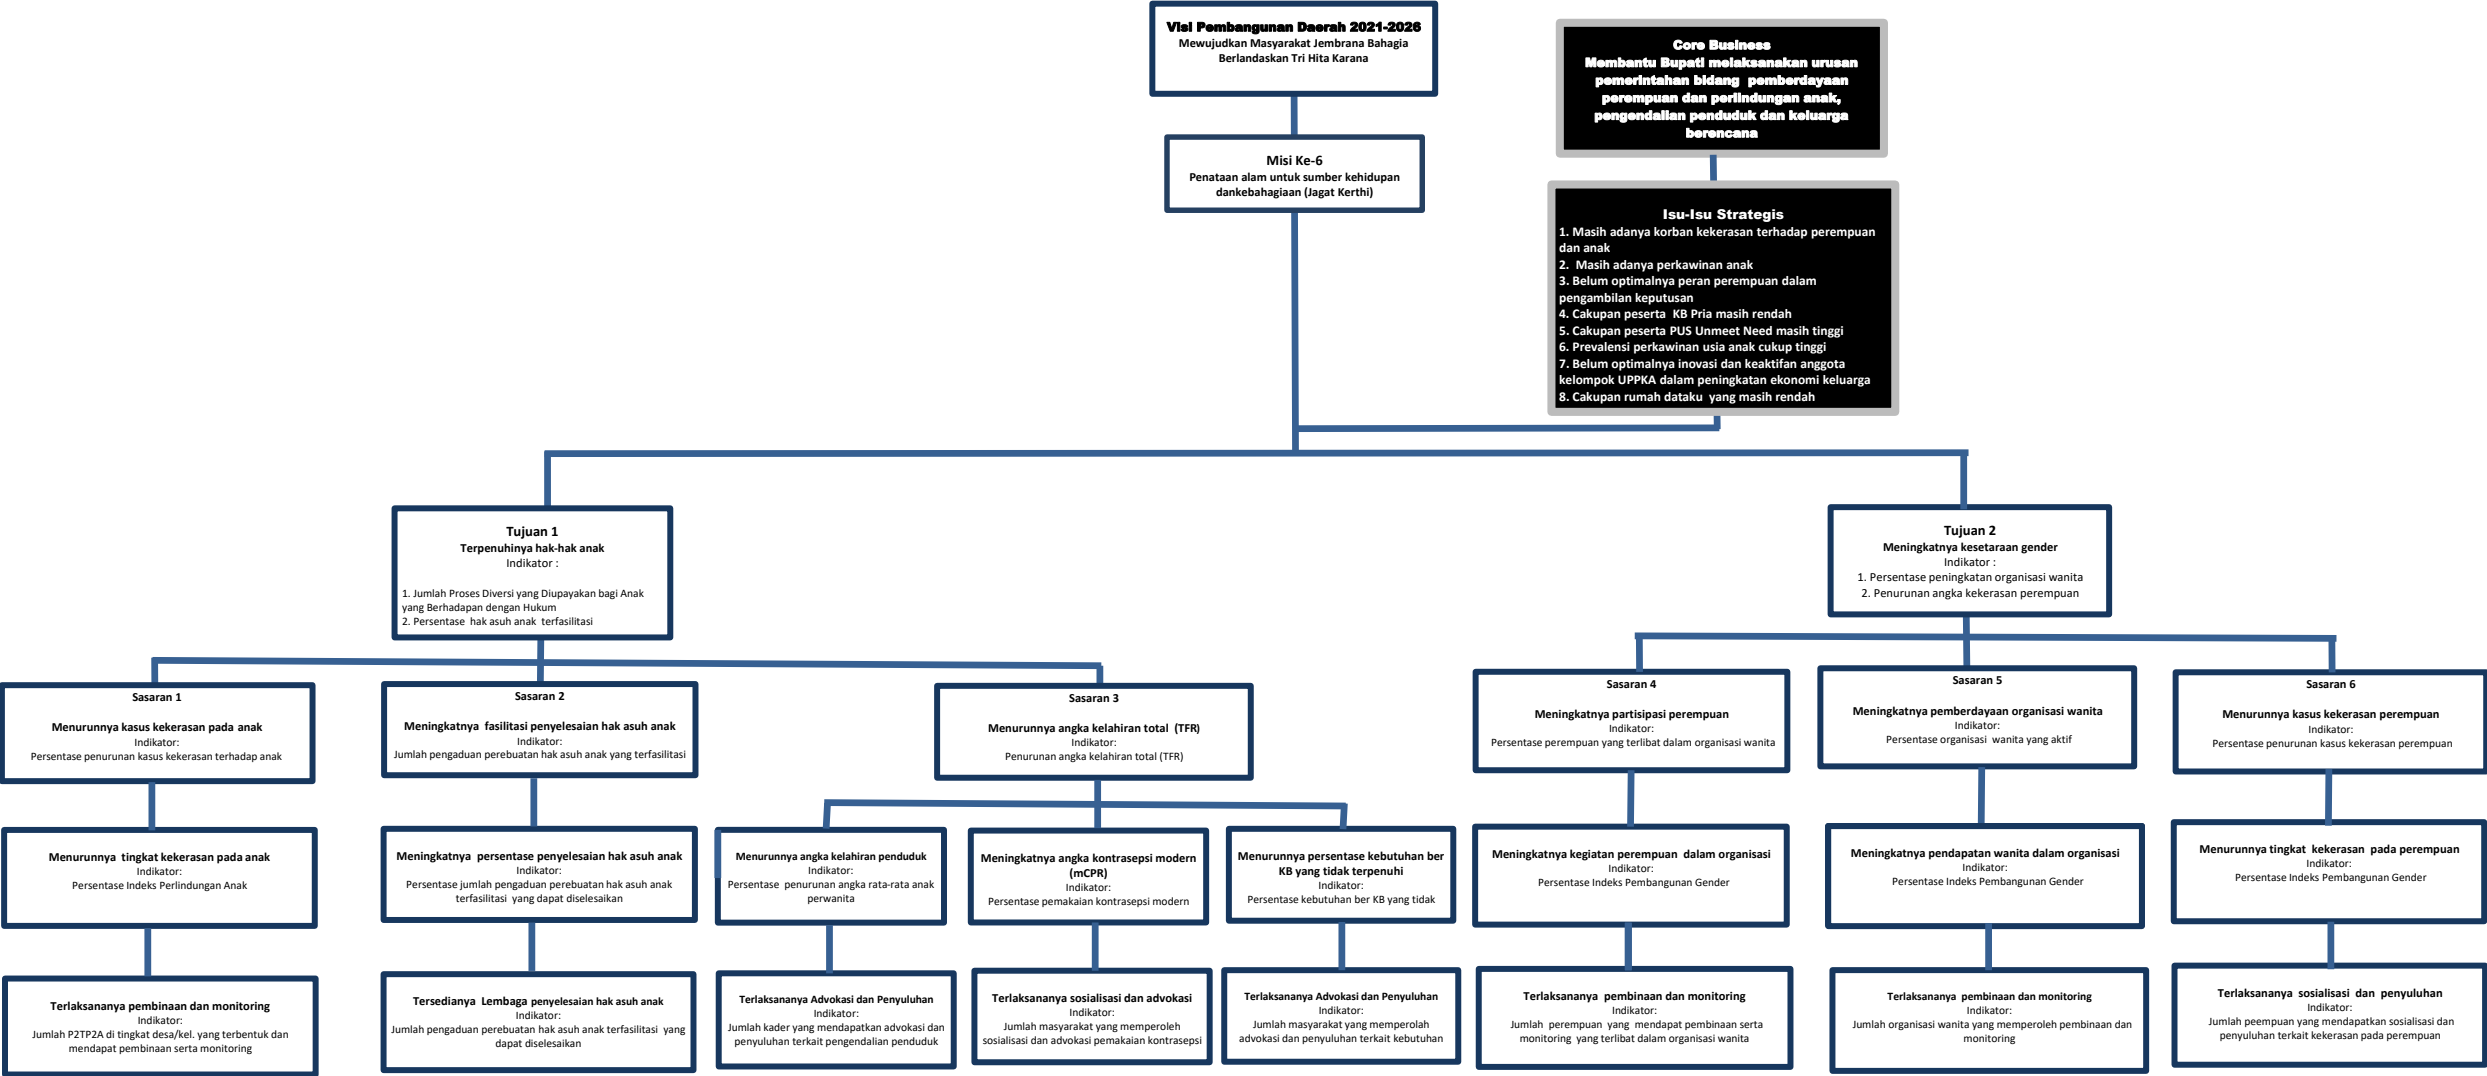 Visi Pembangunan Daerah 2021-2026
Mewujudkan Masyarakat Jembrana Bahagia
Berlandaskan Tri Hita Karana
Core Business
Membantu Bupati melaksanakan urusan
pemerintahan bidang pemberdayaan
perempuan dan perlindungan anak,
pengendalian penduduk dan keluarga
berencana
Misi Ke-6
Penataan alam untuk sumber kehidupan
dankebahagiaan (Jagat Kerthi)
Isu-Isu Strategis
1. Masih adanya korban kekerasan terhadap perempuan
dan anak
2. Masih adanya perkawinan anak
3. Belum optimalnya peran perempuan dalam
pengambilan keputusan
4. Cakupan peserta KB Pria masih rendah
5. Cakupan peserta PUS Unmeet Need masih tinggi
6. Prevalensi perkawinan usia anak cukup tinggi
7. Belum optimalnya inovasi dan keaktifan anggota
kelompok UPPKA dalam peningkatan ekonomi keluarga
8. Cakupan rumah dataku yang masih rendah
Tujuan 1
Terpenuhinya hak-hak anak
Indikator :
1. Jumlah Proses Diversi yang Diupayakan bagi Anak
yang Berhadapan dengan Hukum
2. Persentase hak asuh anak terfasilitasi
Tujuan 2
Meningkatnya kesetaraan gender
Indikator :
1. Persentase peningkatan organisasi wanita
2. Penurunan angka kekerasan perempuan
Sasaran 1
Menurunnya kasus kekerasan pada anak
Indikator:
Persentase penurunan kasus kekerasan terhadap anak
Sasaran 2
Meningkatnya fasilitasi penyelesaian hak asuh anak
Indikator:
Jumlah pengaduan perebuatan hak asuh anak yang terfasilitasi
Sasaran 3
Menurunnya angka kelahiran total (TFR)
Indikator:
Penurunan angka kelahiran total (TFR)
Sasaran 4
Meningkatnya partisipasi perempuan
Indikator:
Persentase perempuan yang terlibat dalam organisasi wanita
Sasaran 5
Meningkatnya pemberdayaan organisasi wanita
Indikator:
Persentase organisasi wanita yang aktif
Sasaran 6
Menurunnya kasus kekerasan perempuan
Indikator:
Persentase penurunan kasus kekerasan perempuan
Menurunnya tingkat kekerasan pada anak
Indikator:
Persentase Indeks Perlindungan Anak
Meningkatnya persentase penyelesaian hak asuh anak
Indikator:
Persentase jumlah pengaduan perebuatan hak asuh anak
terfasilitasi yang dapat diselesaikan
Menurunnya angka kelahiran penduduk
Indikator:
Persentase penurunan angka rata-rata anak
perwanita
Meningkatnya angka kontrasepsi modern
(mCPR)
Indikator:
Persentase pemakaian kontrasepsi modern
Menurunnya persentase kebutuhan ber
KB yang tidak terpenuhi
Indikator:
Persentase kebutuhan ber KB yang tidak
Meningkatnya kegiatan perempuan dalam organisasi
Indikator:
Persentase Indeks Pembangunan Gender
Meningkatnya pendapatan wanita dalam organisasi
Indikator:
Persentase Indeks Pembangunan Gender
Menurunnya tingkat kekerasan pada perempuan
Indikator:
Persentase Indeks Pembangunan Gender
Terlaksananya pembinaan dan monitoring
Indikator:
Jumlah P2TP2A di tingkat desa/kel. yang terbentuk dan
mendapat pembinaan serta monitoring
Tersedianya Lembaga penyelesaian hak asuh anak
Indikator:
Jumlah pengaduan perebuatan hak asuh anak terfasilitasi yang
dapat diselesaikan
Terlaksananya Advokasi dan Penyuluhan
Indikator:
Jumlah kader yang mendapatkan advokasi dan
penyuluhan terkait pengendalian penduduk
Terlaksananya sosialisasi dan advokasi
Indikator:
Jumlah masyarakat yang memperoleh
sosialisasi dan advokasi pemakaian kontrasepsi
Terlaksananya Advokasi dan Penyuluhan
Indikator:
Jumlah masyarakat yang memperolah
advokasi dan penyuluhan terkait kebutuhan
Terlaksananya pembinaan dan monitoring
Indikator:
Jumlah perempuan yang mendapat pembinaan serta
monitoring yang terlibat dalam organisasi wanita
Terlaksananya pembinaan dan monitoring
Indikator:
Jumlah organisasi wanita yang memperoleh pembinaan dan
monitoring
Terlaksananya sosialisasi dan penyuluhan
Indikator:
Jumlah peempuan yang mendapatkan sosialisasi dan
penyuluhan terkait kekerasan pada perempuan